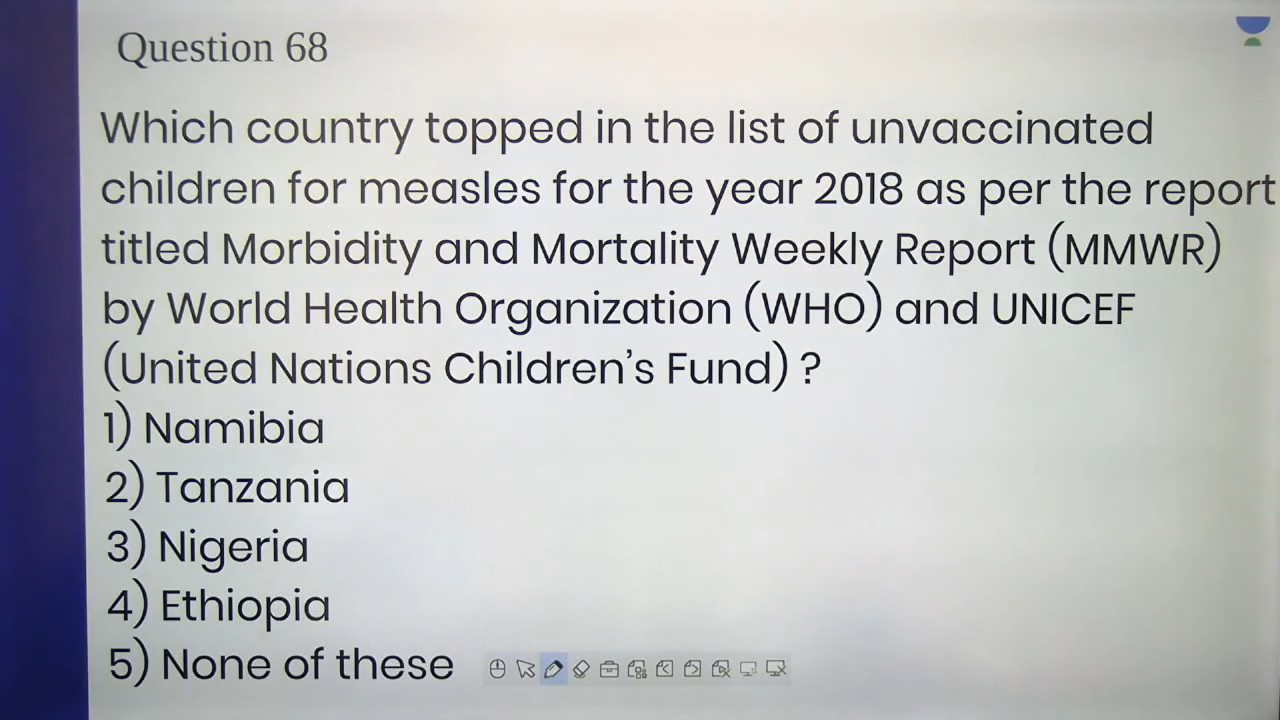 Question 68
Which country topped in the list of unvaccinated
children for measles for the year 2018 as per the report
titled Morbidity and Mortality Weekly Report (MMWR)
by World Health Organization (WHO) and UNICEF
(United Nations Children's Fund) ?
1) Namibia
2) Tanzania
3) Nigeria
4) Ethiopia
5) None of these